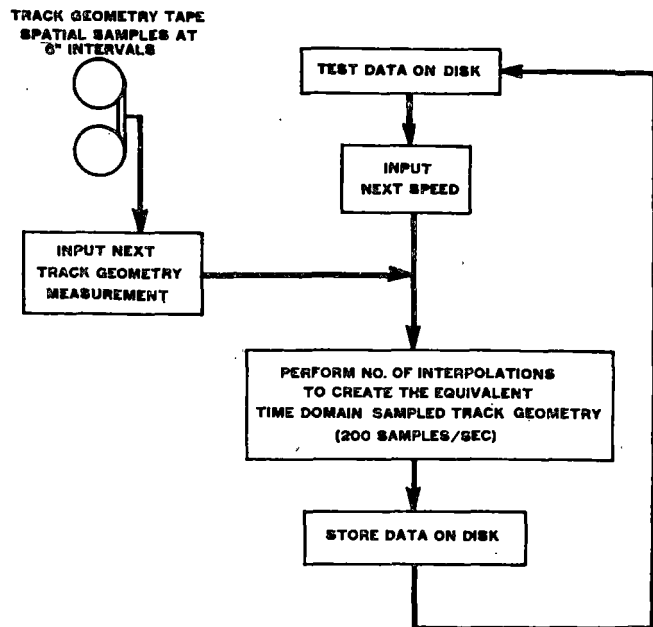 TRACK GEOMETRY TAPE
SPATIAL SAMPLES AT
6" INTERVALS
TEST DATA ON DISK
INPUT
NEXT SPEED
INPUT NEXT
TRACK GEOMETRY
MEASUREMENT
PERFORM NO. OF INTERPOLATIONS
TO CREATE THE EQUIVALENT
TIME DOMAIN SAMPLED TRACK GEOMETRY
(200 SAMPLES/SEC)
STORE DATA ON DISK